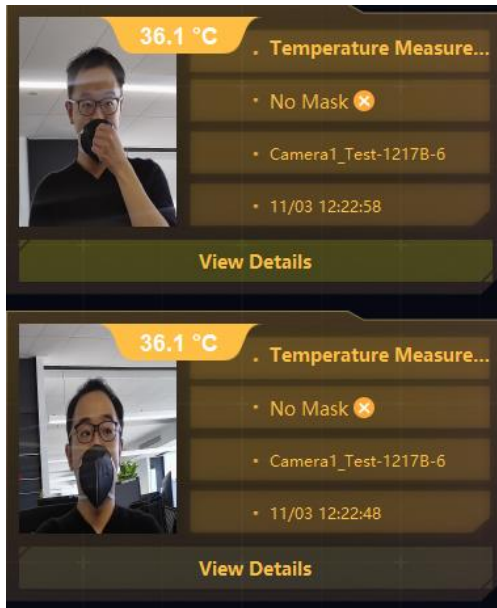 36.1 °C
. Temperature Measure...
· No Mask
· Camera1_Test-1217B-6
· 11/03 12:22:58
View Details
36.1 °C
. Temperature Measure...
· No Mask
· Camera1_Test-1217B-6
· 11/03 12:22:48
View Details